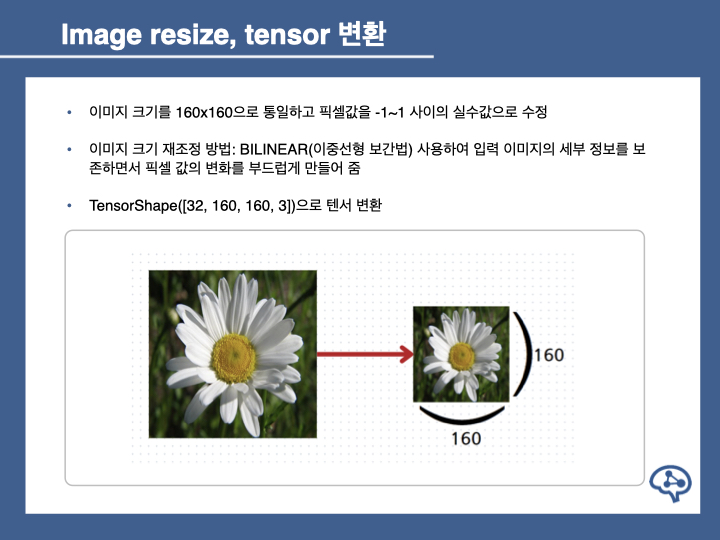 Image resize, tensor 변환
• 이미지 크기를 160x160으로 통일하고 픽셀값을 -1~1 사이의 실수값으로 수정
• 이미지 크기 재조정 방법: BILINEAR(이중선형 보간법) 사용하여 입력 이미지의 세부 정보를 보
존하면서 픽셀 값의 변화를 부드럽게 만들어 줌
• TensorShape([32, 160, 160, 3])으로 텐서 변환
160
160